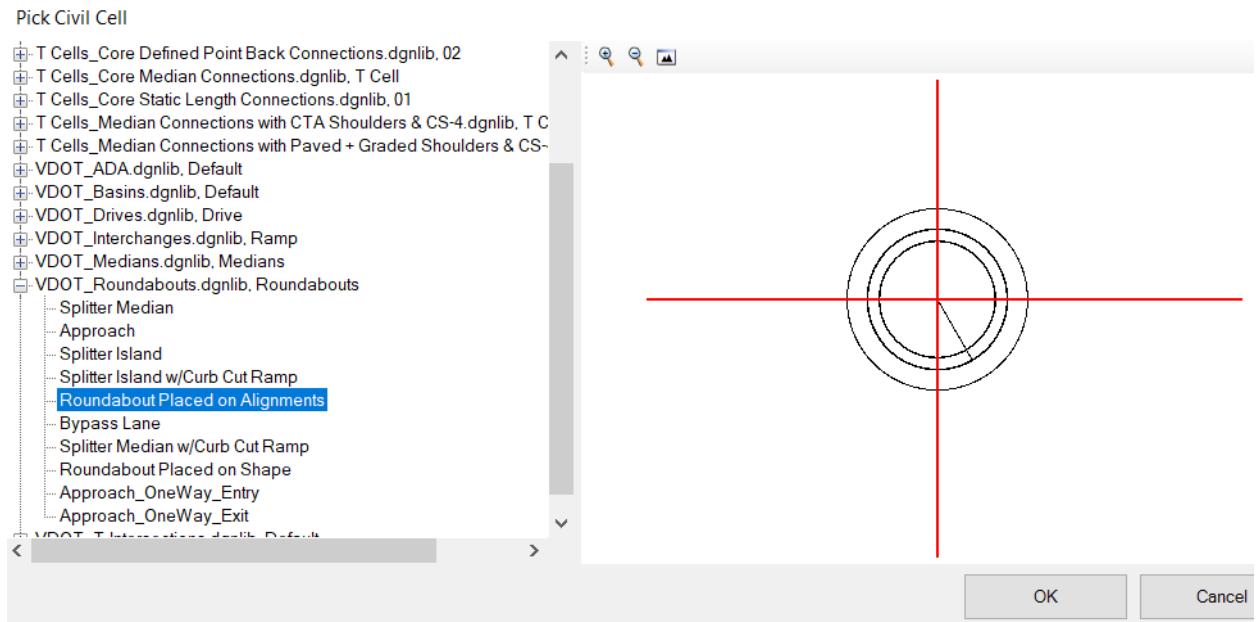 Pick Civil Cell
T Cells_Core Defined Point Back Connections.dgnlib, 02
T Cells_Core Median Connections.dgnlib, T Cell
T Cells_Core Static Length Connections.dgnlib, 01
T Cells_Median Connections with CTA Shoulders & CS-4.dgnlib, T C
T Cells_Median Connections with Paved + Graded Shoulders & CS-
VDOT_ADA.dgnlib, Default
VDOT_Basins.dgnlib, Default
VDOT_Drives.dgnlib, Drive
VDOT_Interchanges.dgnlib, Ramp
VDOT_Medians.dgnlib, Medians
VDOT_Roundabouts.dgnlib, Roundabouts
Splitter Median
Approach
Splitter Island
Splitter Island w/Curb Cut Ramp
Roundabout Placed on Alignments
Bypass Lane
Splitter Median w/Curb Cut Ramp
Roundabout Placed on Shape
Approach_OneWay_Entry
Approach_OneWay_Exit
VDOT_T-Intersections.dgnlib, Default
OK
Cancel